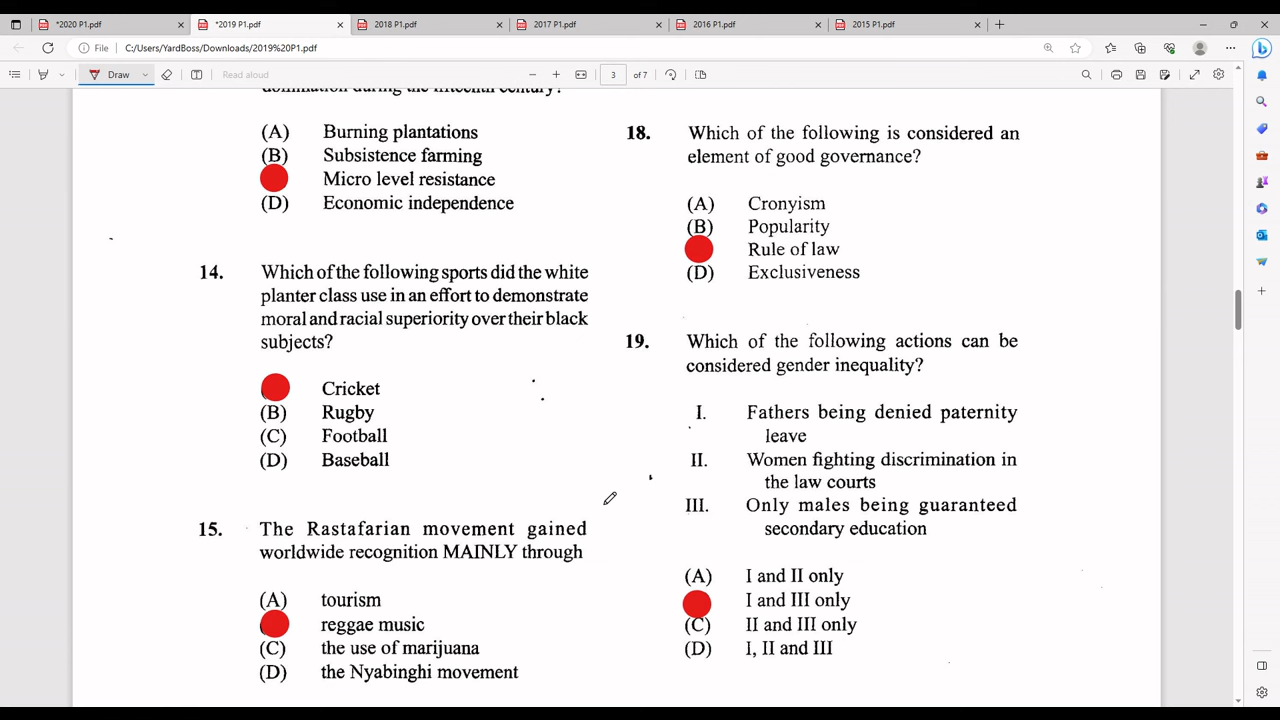 *2020 P1.pdf
*2019 P1.pdf
2018 P1.pdf
2017 P1.pdf
2016 P1.pdf
2015 P1.pdf
File
C:/Users/YardBoss/Downloads/2019%20P1.pdf
Draw
Read aloud
3
of 7
domination during the fifteenth century?
(A) Burning plantations
(B) Subsistence farming
Micro level resistance
(D) Economic independence
14. Which of the following sports did the white
planter class use in an effort to demonstrate
moral and racial superiority over their black
subjects?
Cricket
(B) Rugby
(C) Football
(D) Baseball
15. The Rastafarian movement gained
worldwide recognition MAINLY through
(A) tourism
reggae music
(C) the use of marijuana
(D) the Nyabinghi movement
18. Which of the following is considered an
element of good governance?
(A) Cronyism
(B) Popularity
Rule of law
(D) Exclusiveness
19. Which of the following actions can be
considered gender inequality?
I. Fathers being denied paternity
leave
II. Women fighting discrimination in
the law courts
III. Only males being guaranteed
secondary education
(A) I and II only
I and III only
(C) II and III only
(D) I, II and III